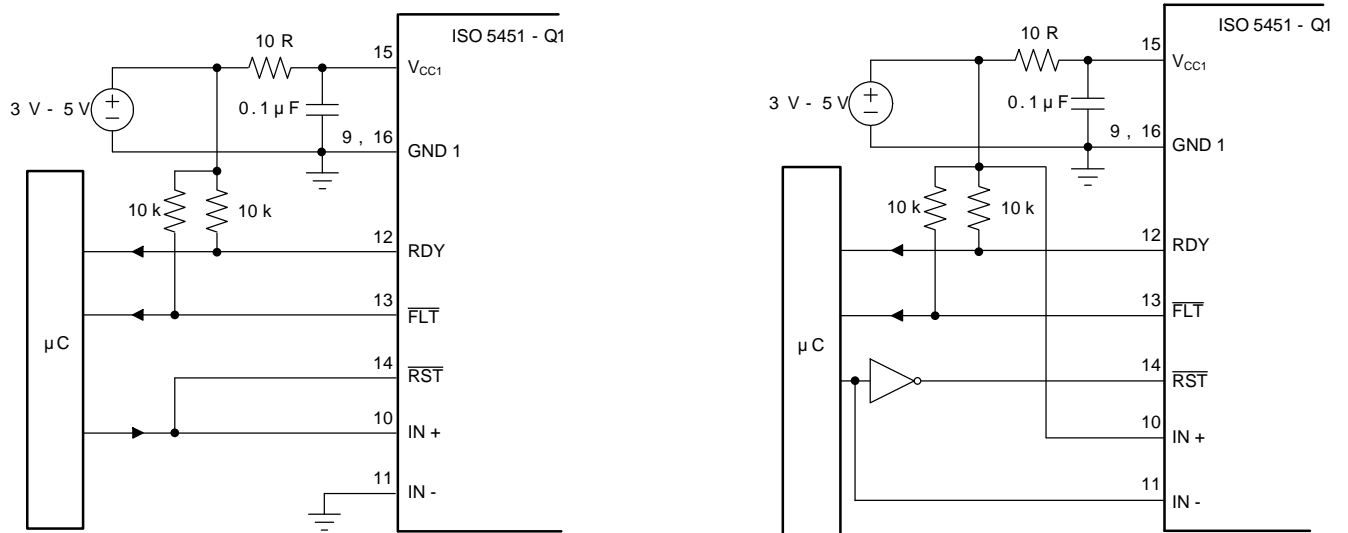 ISO 5451 - Q1
10 R
15
VCC1
3 V - 5 V
0.1 µF
9 , 16
GND 1
10 k
10 k
12
RDY
13
FLT
µC
14
RST
10
IN +
11
IN -
ISO 5451 - Q1
10 R
15
VCC1
3 V - 5 V
0.1 µF
9 , 16
GND 1
10 k
10 k
12
RDY
13
FLT
µC
14
RST
10
IN +
11
IN -